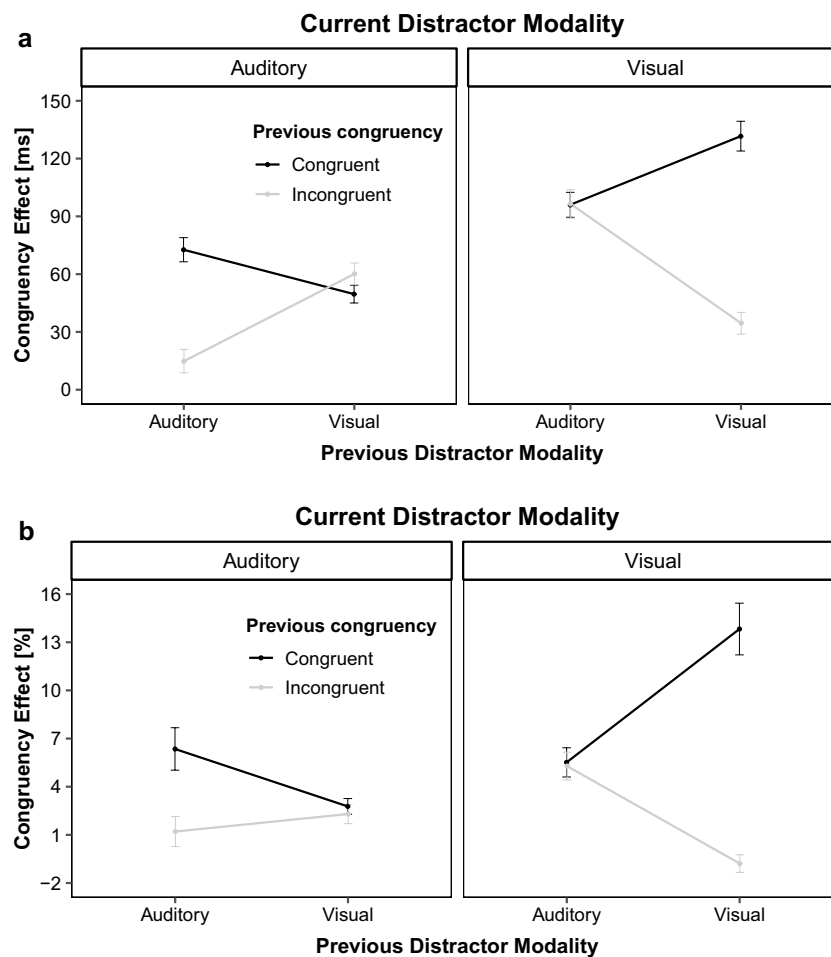 a
Current Distractor Modality
Auditory
Visual
Congruency Effect [ms]
150
120
90
60
30
0
Previous congruency
Congruent
Incongruent
Auditory
Visual
Auditory
Visual
Previous Distractor Modality
b
Current Distractor Modality
Auditory
Visual
Congruency Effect [%]
16
13
10
7
4
1
−2
Previous congruency
Congruent
Incongruent
Auditory
Visual
Auditory
Visual
Previous Distractor Modality